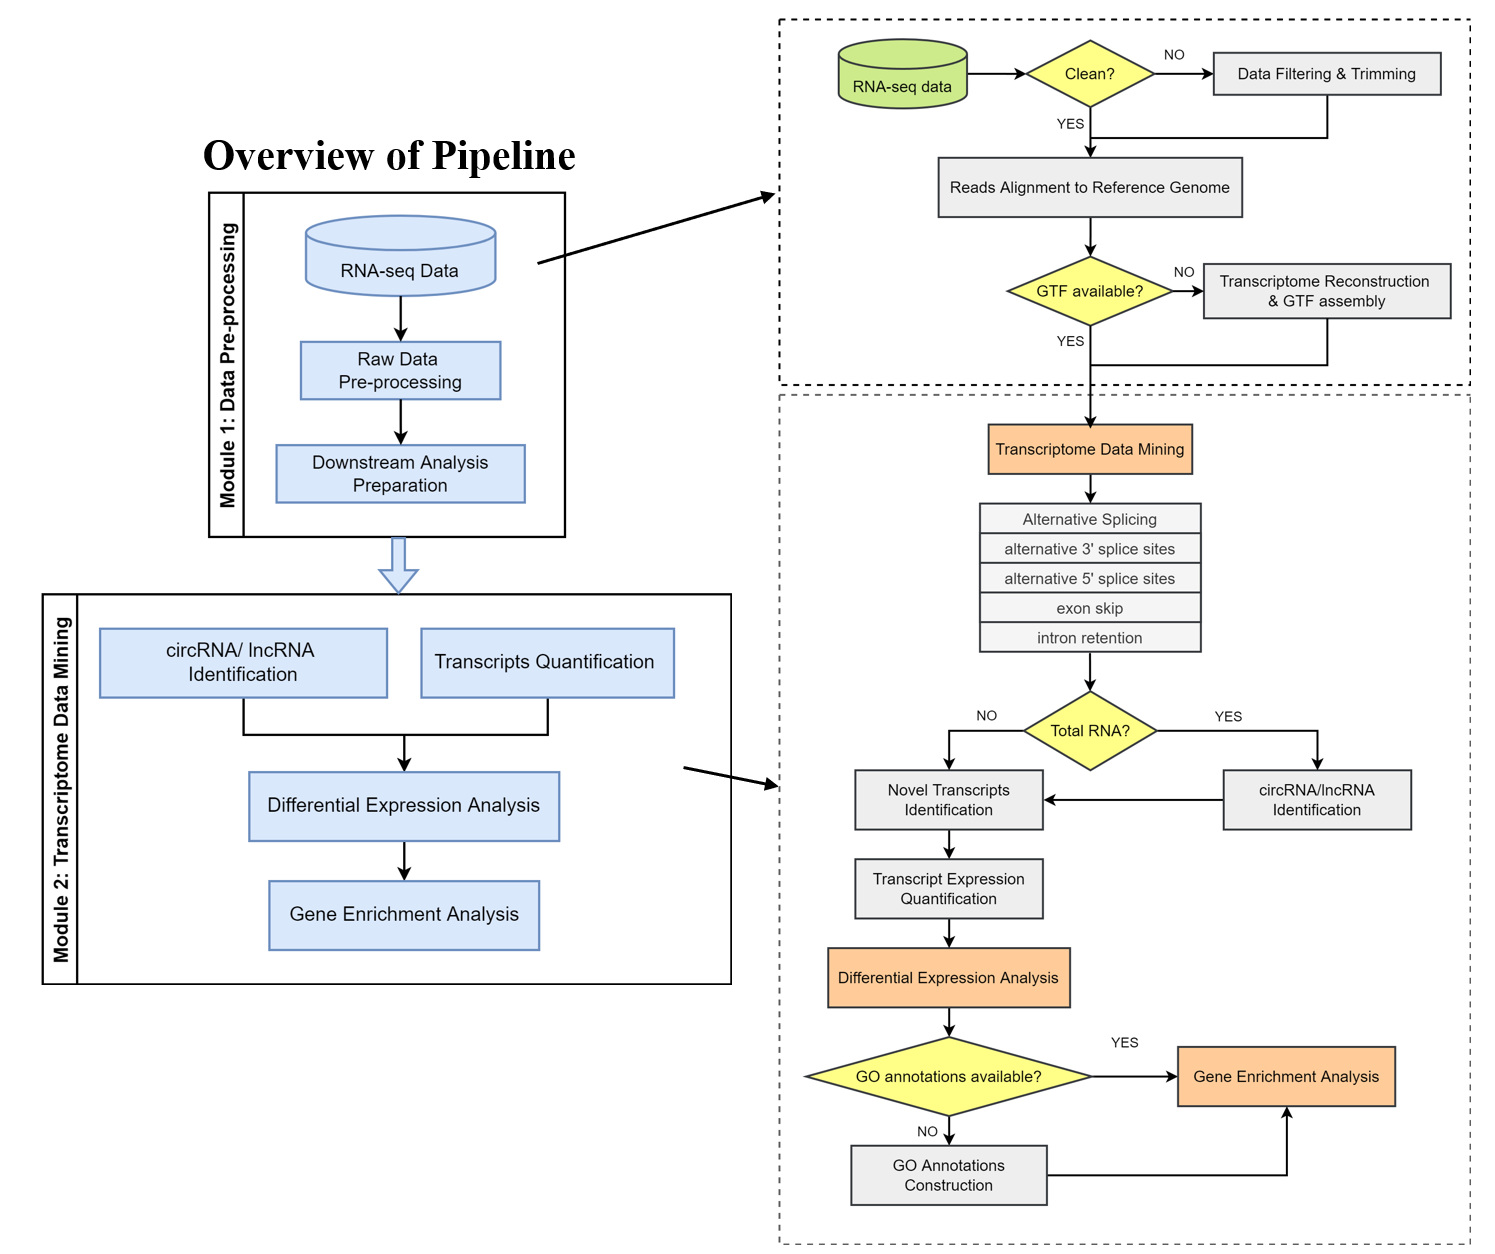 Overview of Pipeline
Module 1: Data Pre-processing
RNA-seq Data
Raw Data
Pre-processing
Downstream Analysis
Preparation
Module 2: Transcriptome Data Mining
circRNA/ lncRNA
Identification
Transcripts Quantification
Differential Expression Analysis
Gene Enrichment Analysis
RNA-seq data
Clean?
NO
Data Filtering & Trimming
YES
Reads Alignment to Reference Genome
GTF available?
NO
Transcriptome Reconstruction
& GTF assembly
YES
Transcriptome Data Mining
Alternative Splicing
alternative 3' splice sites
alternative 5' splice sites
exon skip
intron retention
Total RNA?
NO
YES
Novel Transcripts
Identification
circRNA/lncRNA
Identification
Transcript Expression
Quantification
Differential Expression Analysis
GO annotations available?
YES
Gene Enrichment Analysis
NO
GO Annotations
Construction